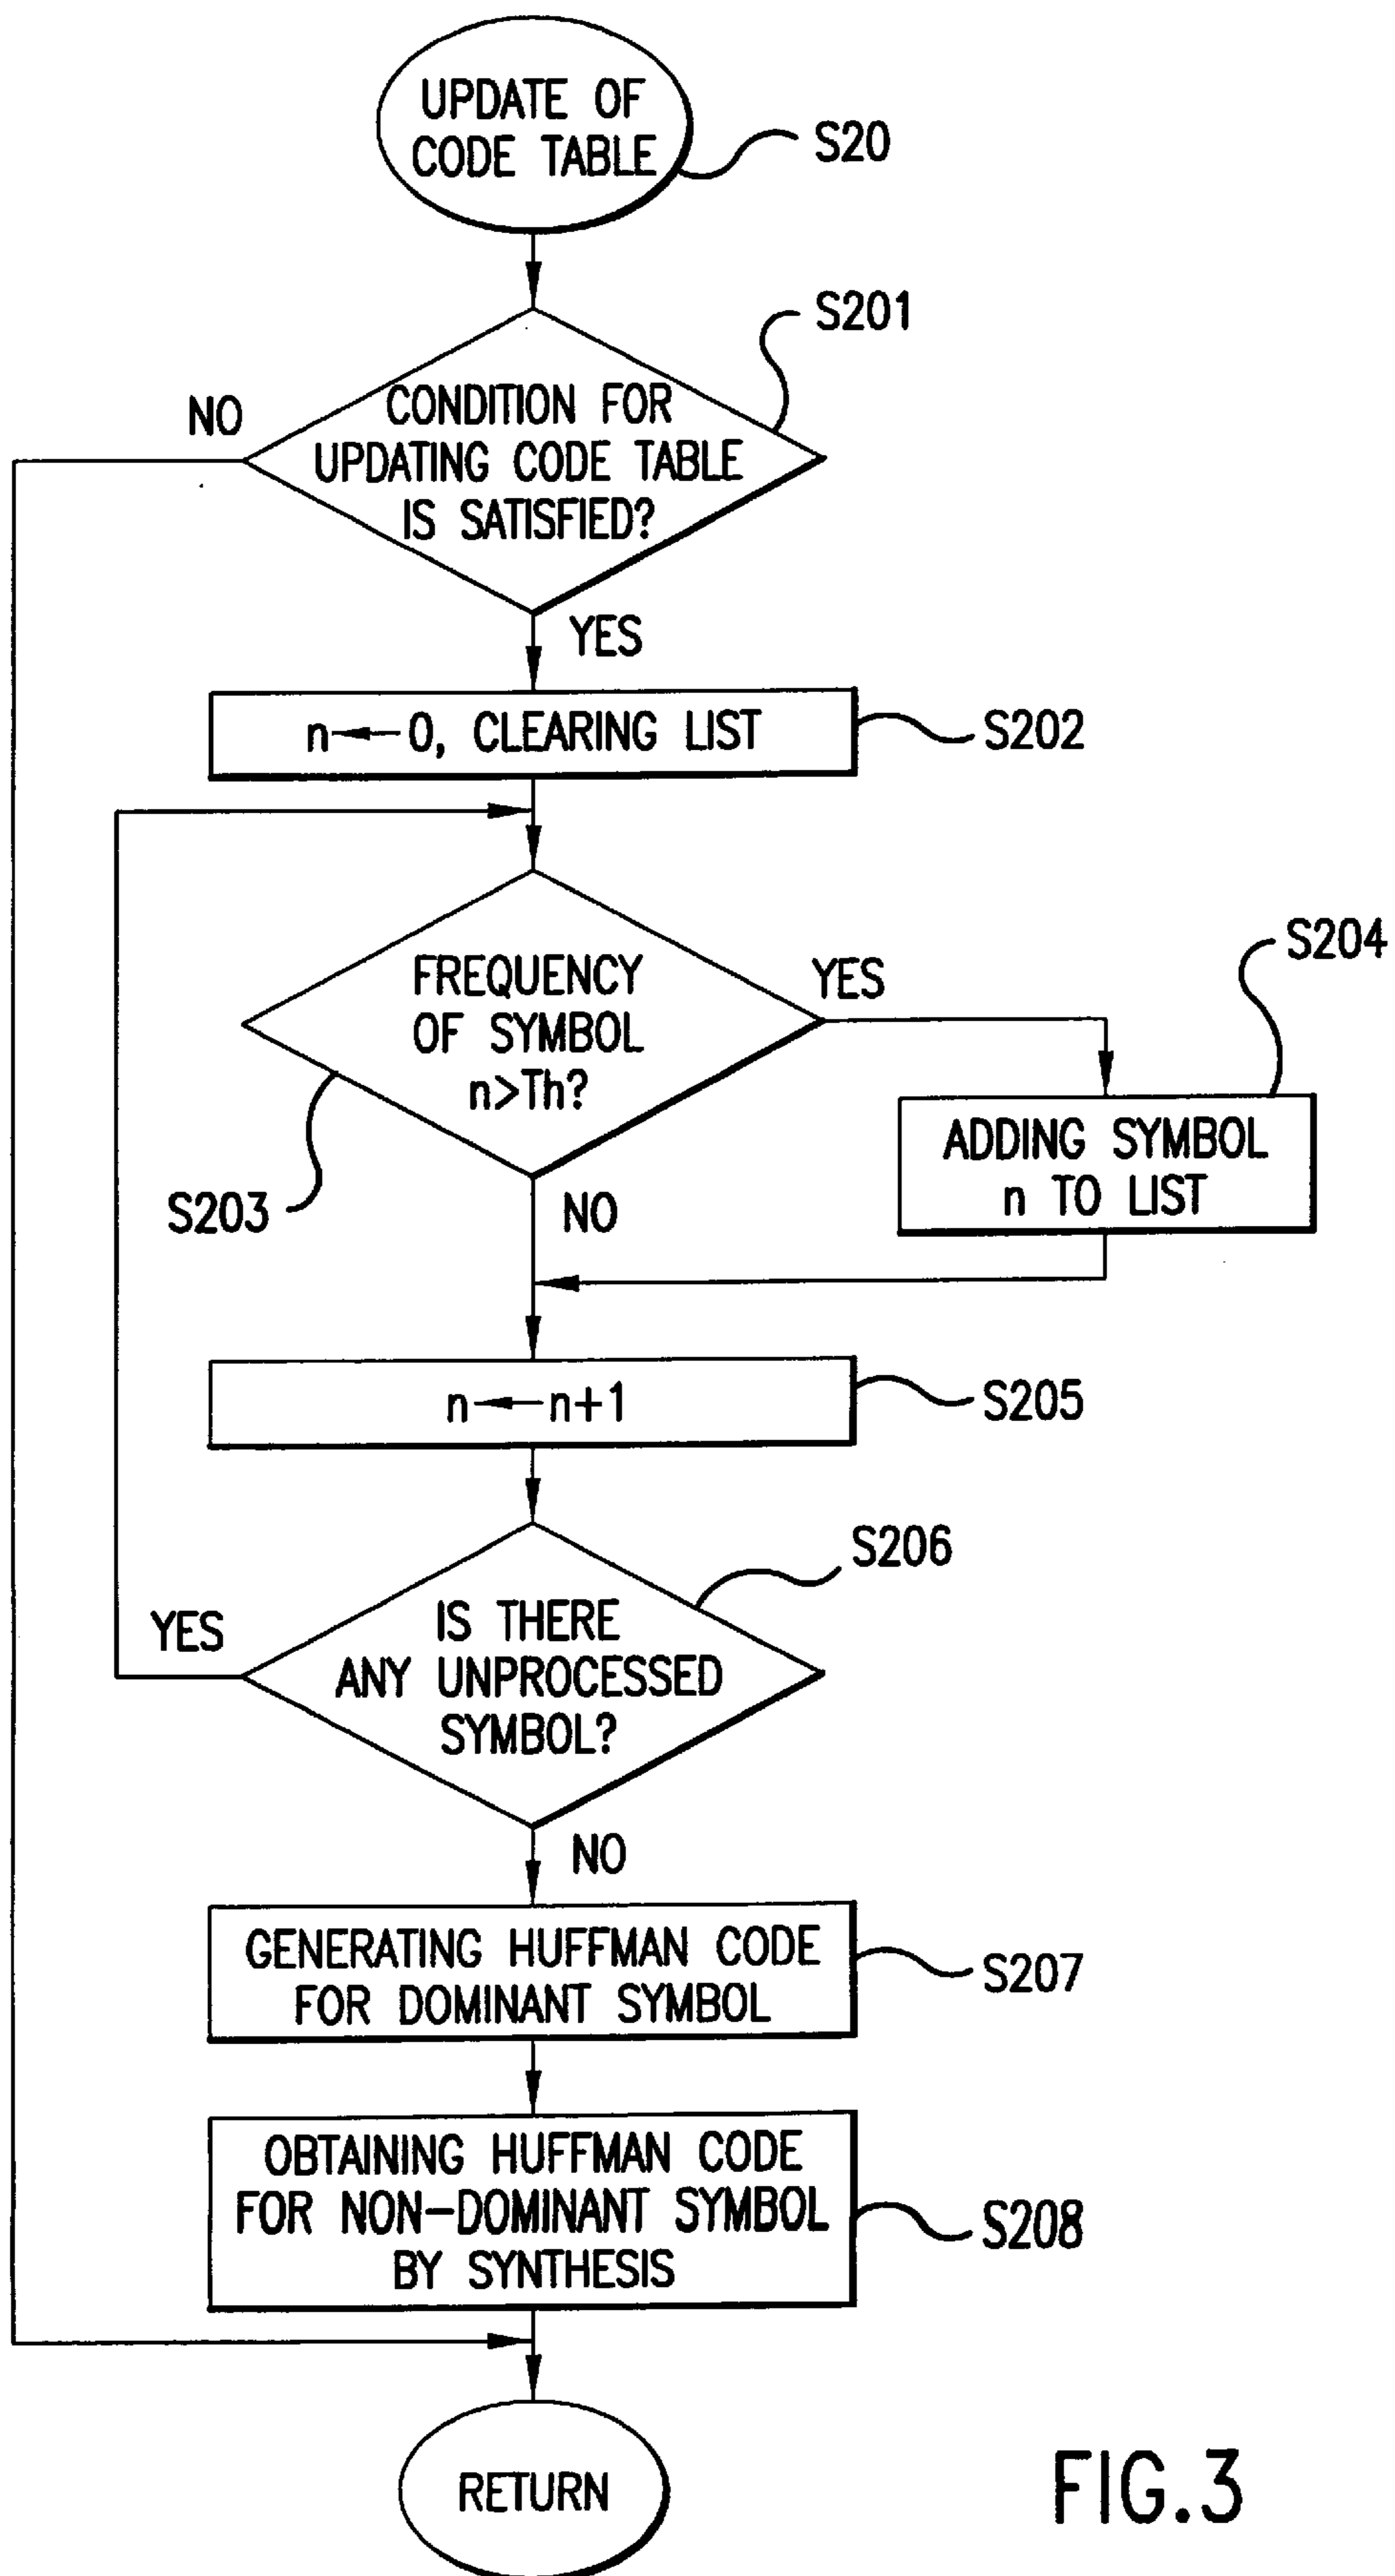 UPDATE OF
CODE TABLE
S20
S201
NO
CONDITION FOR
UPDATING CODE TABLE
IS SATISFIED?
YES
n←0, CLEARING LIST
S202
S204
FREQUENCY
OF SYMBOL
n>Th?
YES
ADDING SYMBOL
n TO LIST
S203
NO
n←n+1
S205
S206
YES
IS THERE
ANY UNPROCESSED
SYMBOL?
NO
GENERATING HUFFMAN CODE
FOR DOMINANT SYMBOL
S207
OBTAINING HUFFMAN CODE
FOR NON-DOMINANT SYMBOL
BY SYNTHESIS
S208
RETURN
FIG.3